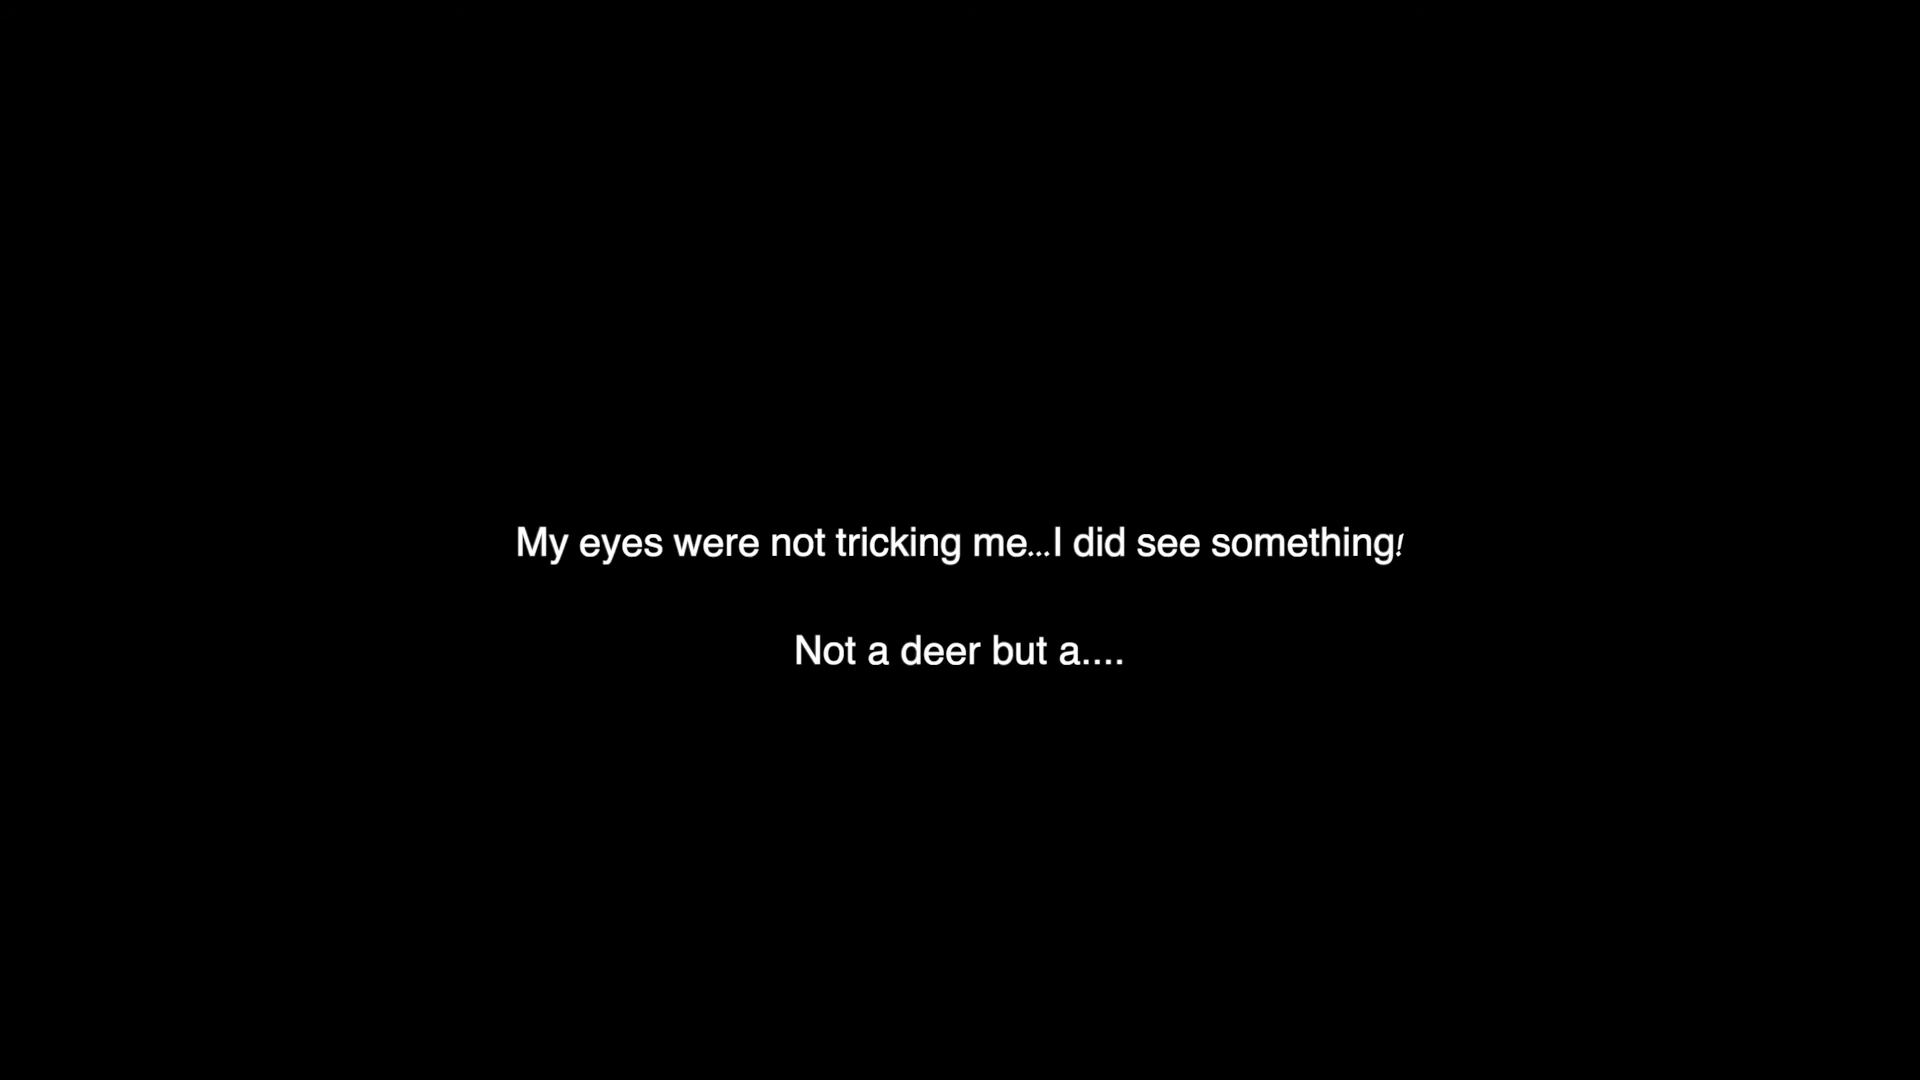 My eyes were not tricking me...I did see something!
Not a deer but a....